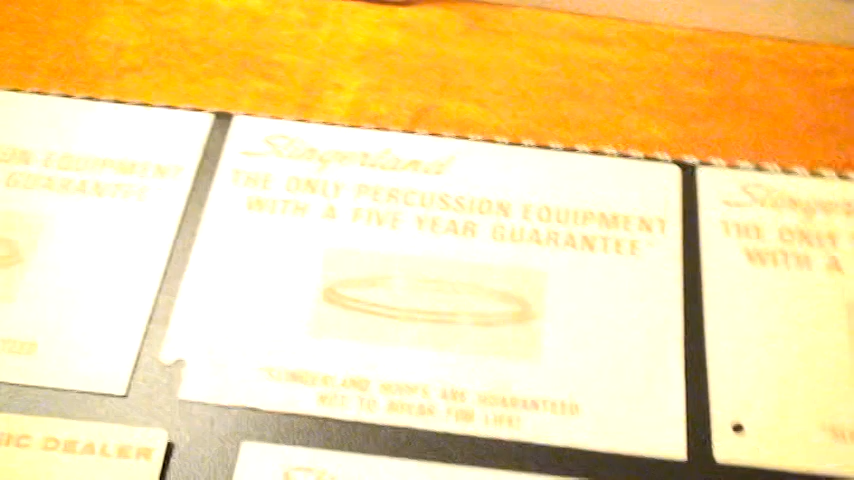 Slingerland
THE ONLY PERCUSSION EQUIPMENT
WITH A FIVE YEAR GUARANTEE
SLINGERLAND HOOPS ARE GUARANTEED
NOT TO BREAK FOR LIFE!
EQUIPMENT
GUARANTEE
THE ONLY
WITH A
DEALER